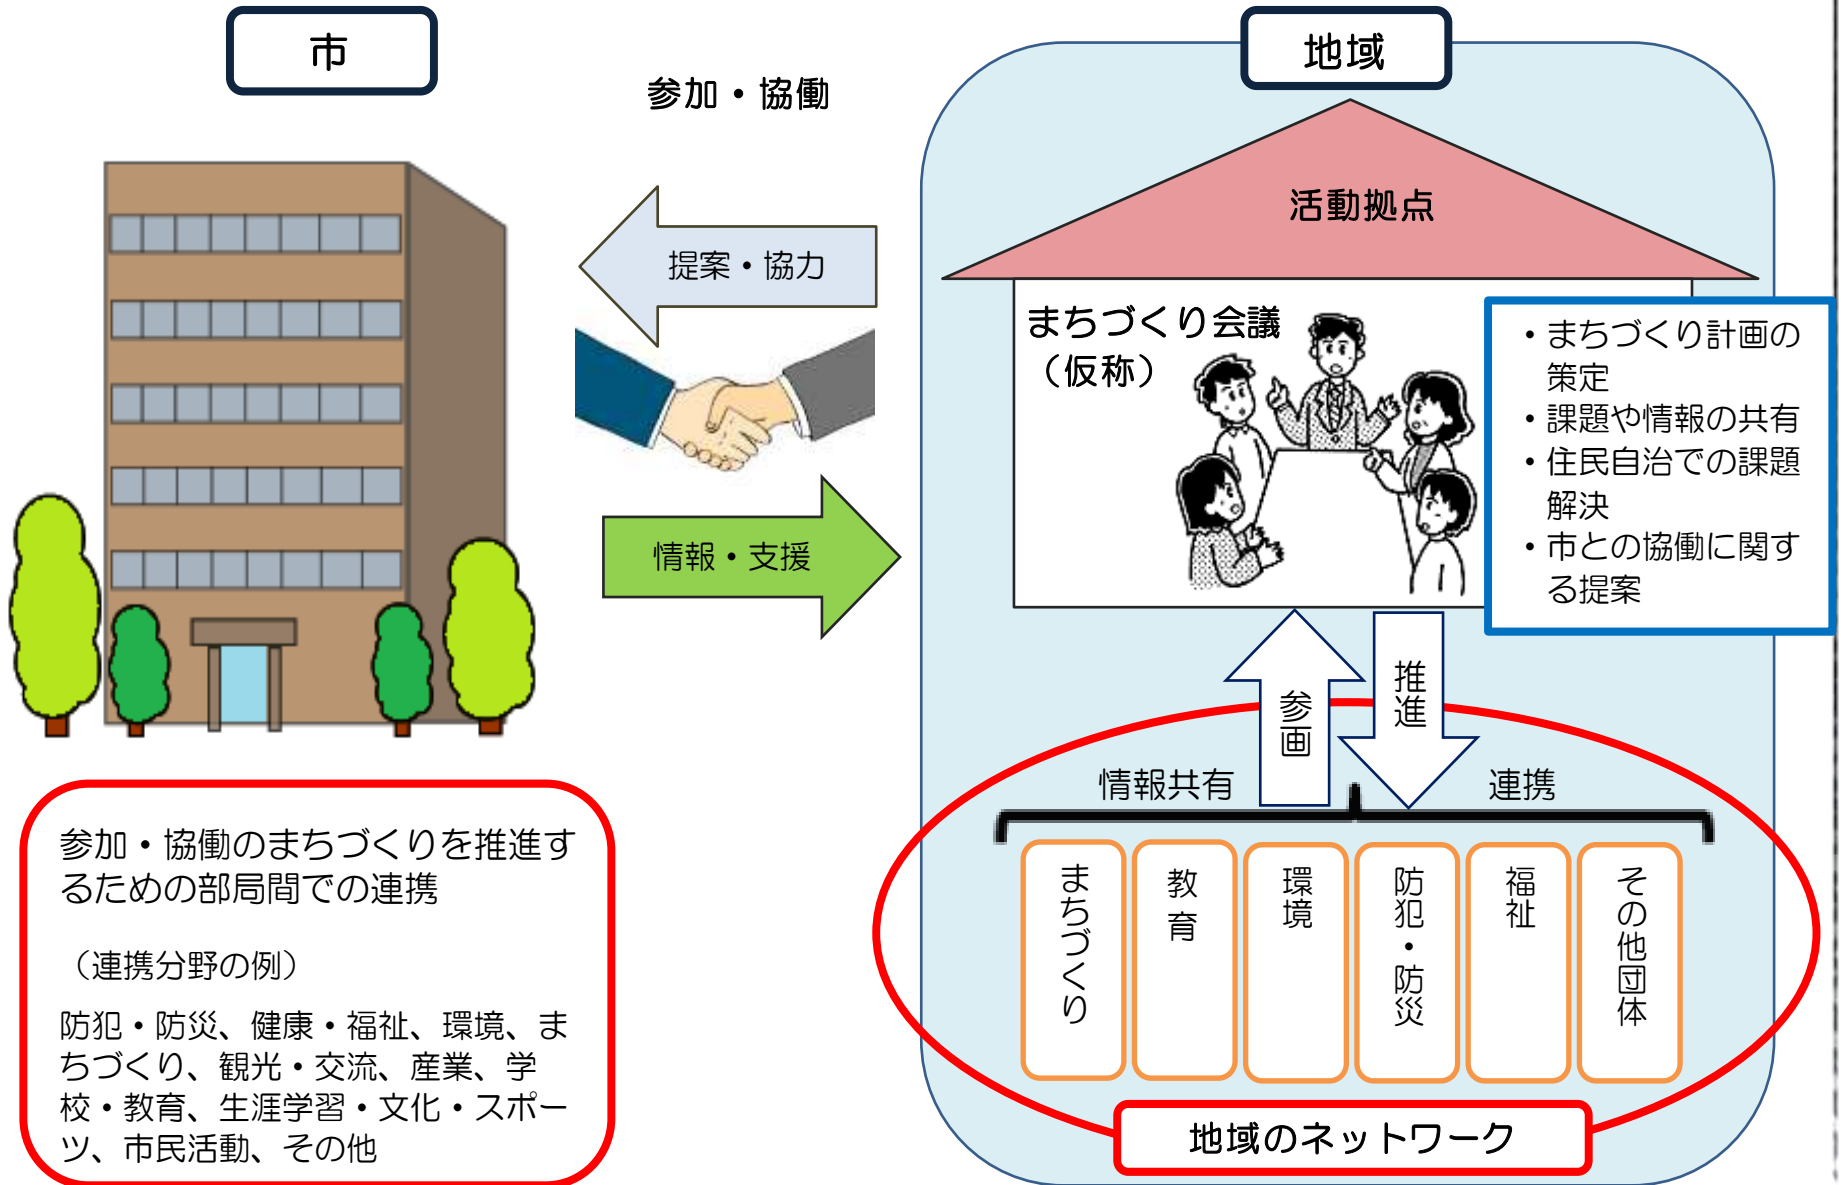 市
参加・協働
提案・協力
情報・支援
地域
活動拠点
まちづくり会議
（仮称）
・まちづくり計画の
策定
・課題や情報の共有
・住民自治での課題
解決
・市との協働に関す
る提案
参画
推進
情報共有
連携
まちづくり
教育
環境
防犯・防災
福祉
その他団体
地域のネットワーク
参加・協働のまちづくりを推進す
るための部局間での連携
（連携分野の例）
防犯・防災、健康・福祉、環境、ま
ちづくり、観光・交流、産業、学
校・教育、生涯学習・文化・スポー
ツ、市民活動、その他